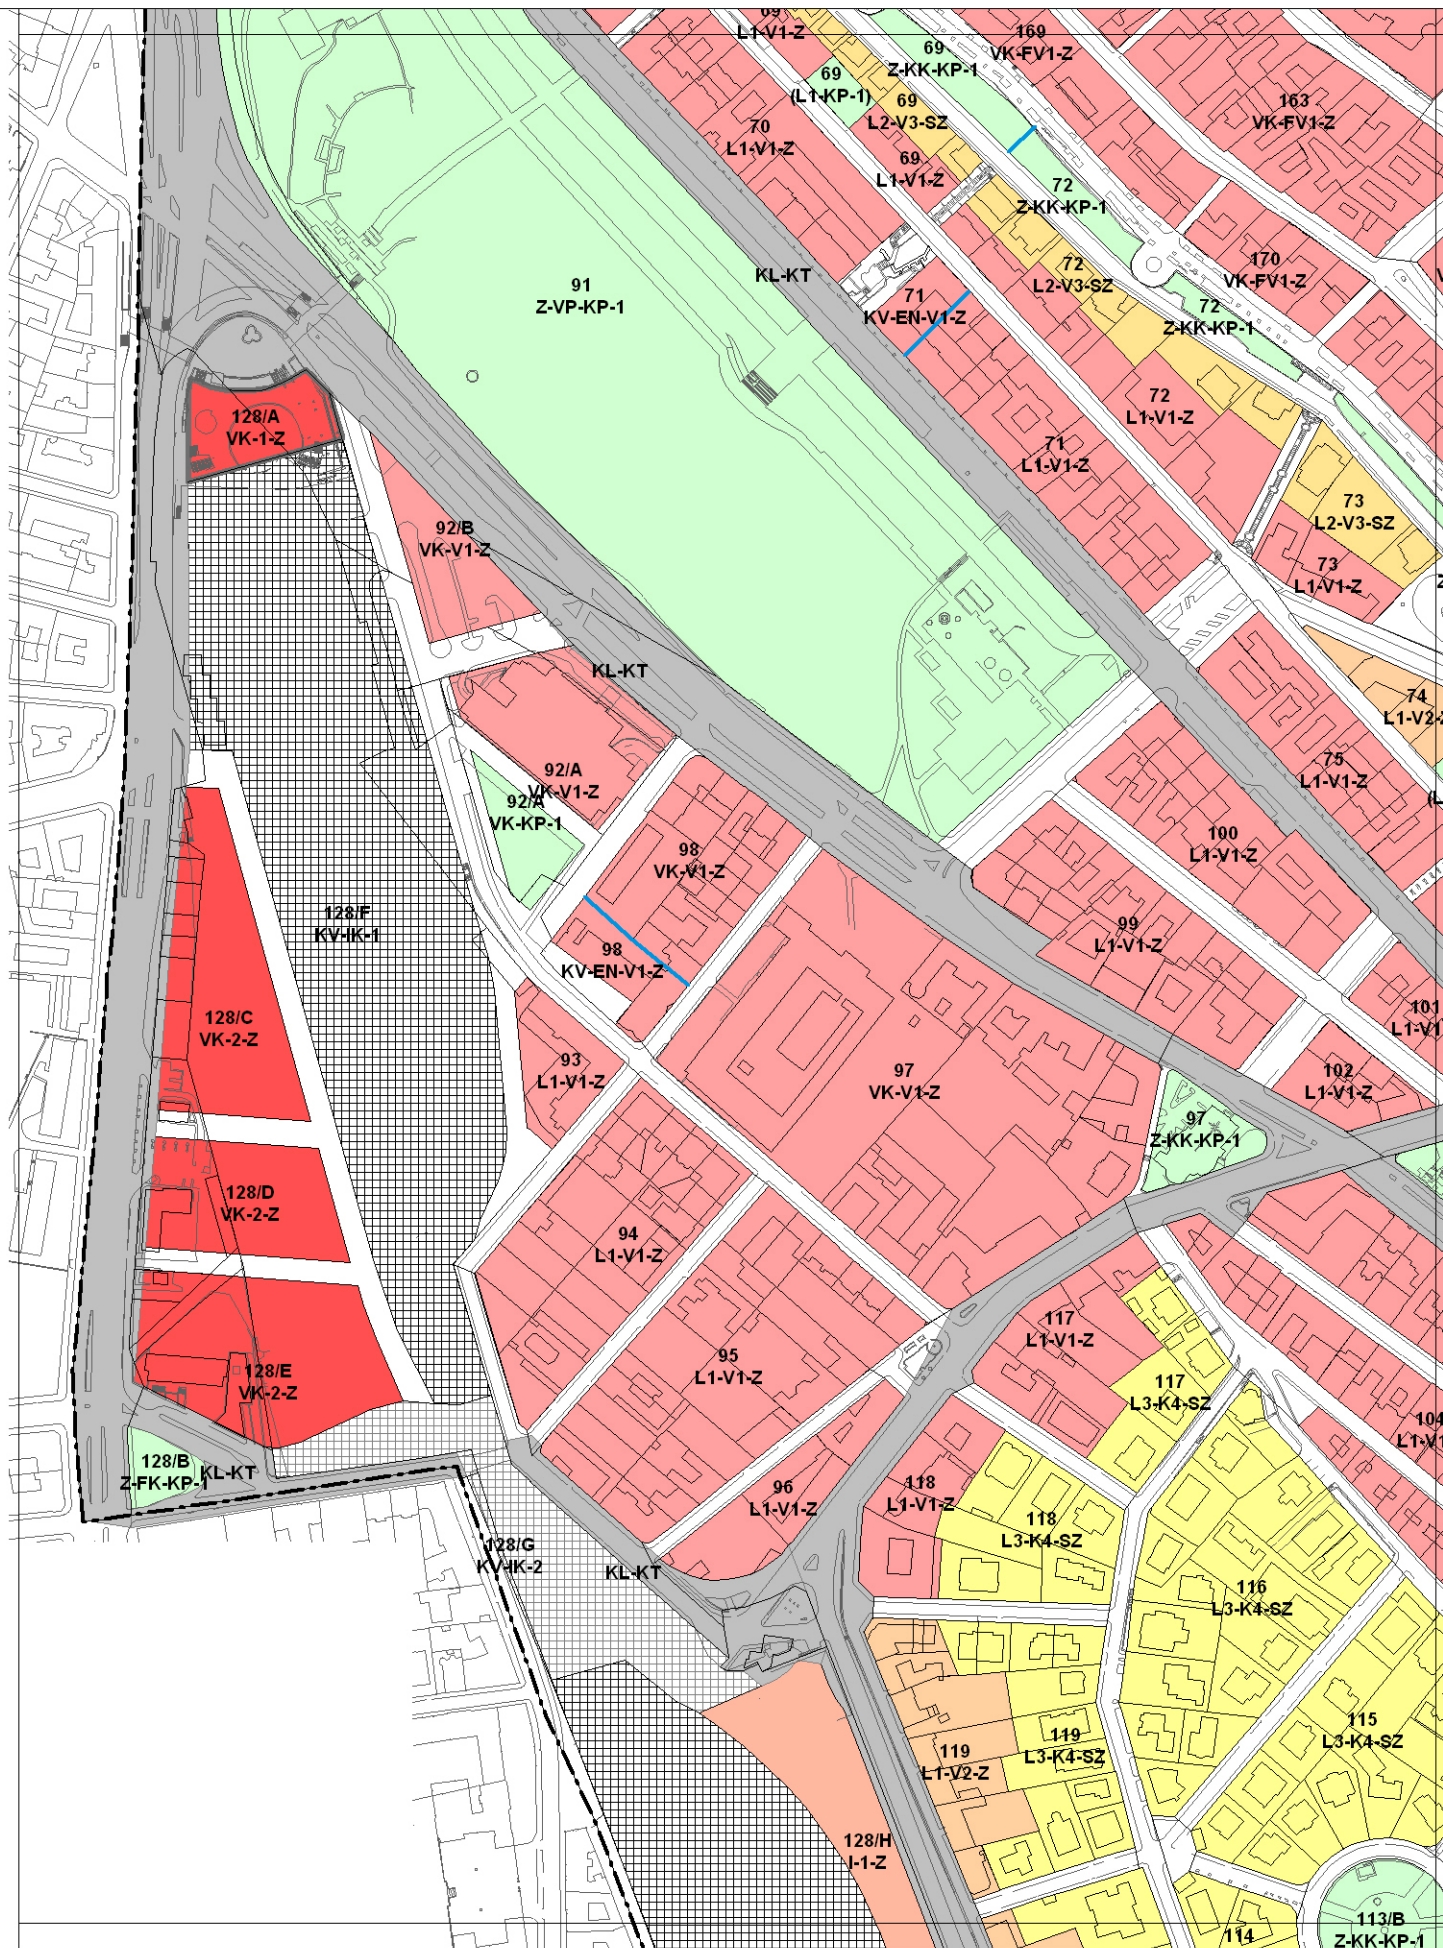 69
L1-V1-Z
69
Z-KK-KP-1
169
VK-FV1-Z
69
(L1-KP-1)
69
L2-V3-SZ
163
VK-FV1-Z
70
L1-V1-Z
69
L1-V1-Z
72
Z-KK-KP-1
91
Z-VP-KP-1
KL-KT
71
KV-EN-V1-Z
72
L2-V3-SZ
170
VK-FV1-Z
72
Z-KK-KP-1
128/A
VK-1-Z
72
L1-V1-Z
71
L1-V1-Z
92/B
VK-V1-Z
73
L2-V3-SZ
73
L1-V1-Z
KL-KT
74
L1-V2-Z
92/A
VK-V1-Z
92/A
VK-KP-1
75
L1-V1-Z
(L
98
VK-V1-Z
100
L1-V1-Z
128/F
KV-IK-1
98
KV-EN-V1-Z
99
L1-V1-Z
128/C
VK-2-Z
101
L1-V1
93
L1-V1-Z
97
VK-V1-Z
102
L1-V1-Z
97
Z-KK-KP-1
128/D
VK-2-Z
94
L1-V1-Z
117
L1-V1-Z
128/E
VK-2-Z
95
L1-V1-Z
117
L3-K4-SZ
104
L1-V1
128/B
Z-FK-KP-1
KL-KT
96
L1-V1-Z
118
L1-V1-Z
118
L3-K4-SZ
128/G
KV-IK-2
KL-KT
116
L3-K4-SZ
119
L1-V2-Z
119
L3-K4-SZ
115
L3-K4-SZ
128/H
I-1-Z
114
113/B
Z-KK-KP-1